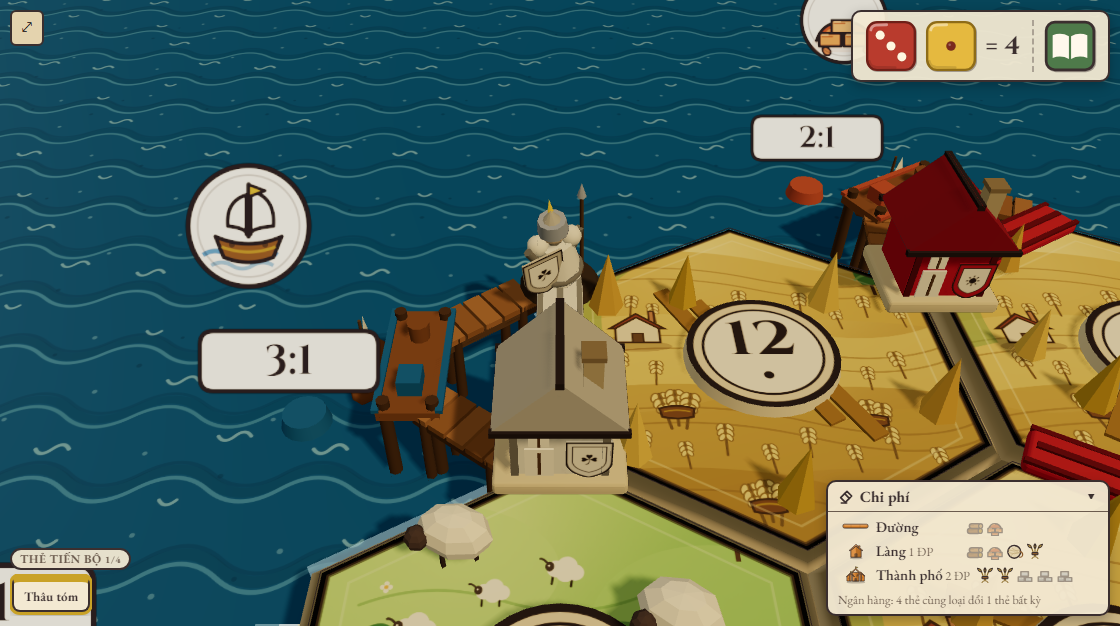 = 4
2:1
3:1
12
Chi phí
Đường
Làng 1 ĐP
Thành phố 2 ĐP
Ngân hàng: 4 thẻ cùng loại đổi 1 thẻ bất kỳ
THẺ TIẾN BỘ 1/4
Thâu tóm